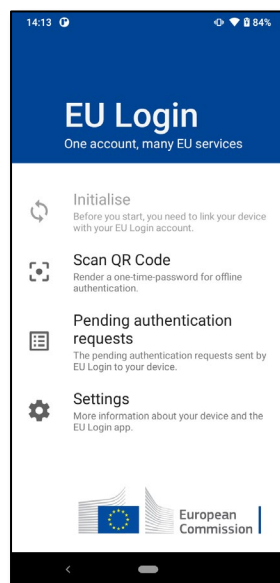 14:13 84%
EU Login
One account, many EU services
Initialise
Before you start, you need to link your device
with your EU Login account.
Scan QR Code
Render a one-time-password for offline
authentication.
Pending authentication
requests
The pending authentication requests sent by
EU Login to your device.
Settings
More information about your device and the
EU Login app.
European
Commission